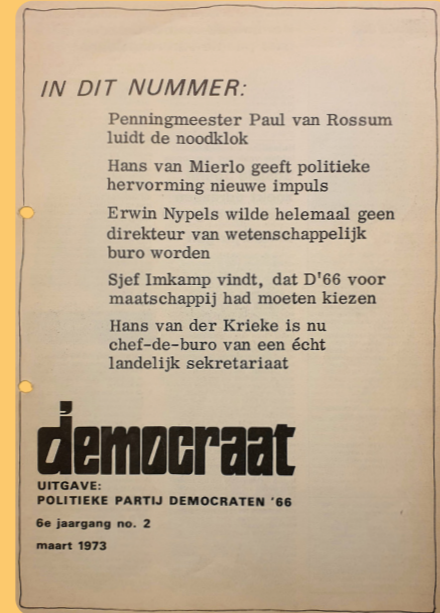 IN DIT NUMMER:
Penningmeester Paul van Rossum
luidt de noodklok
Hans van Mierlo geeft politieke
hervorming nieuwe impuls
Erwin Nypels wilde helemaal geen
direkteur van wetenschappelijk
buro worden
Sjef Imkamp vindt, dat D'66 voor
maatschappij had moeten kiezen
Hans van der Krieke is nu
chef-de-buro van een écht
landelijk sekretariaat
d'emocraat
UITGAVE:
POLITIEKE PARTIJ DEMOCRATEN '66
6e jaargang no. 2
maart 1973